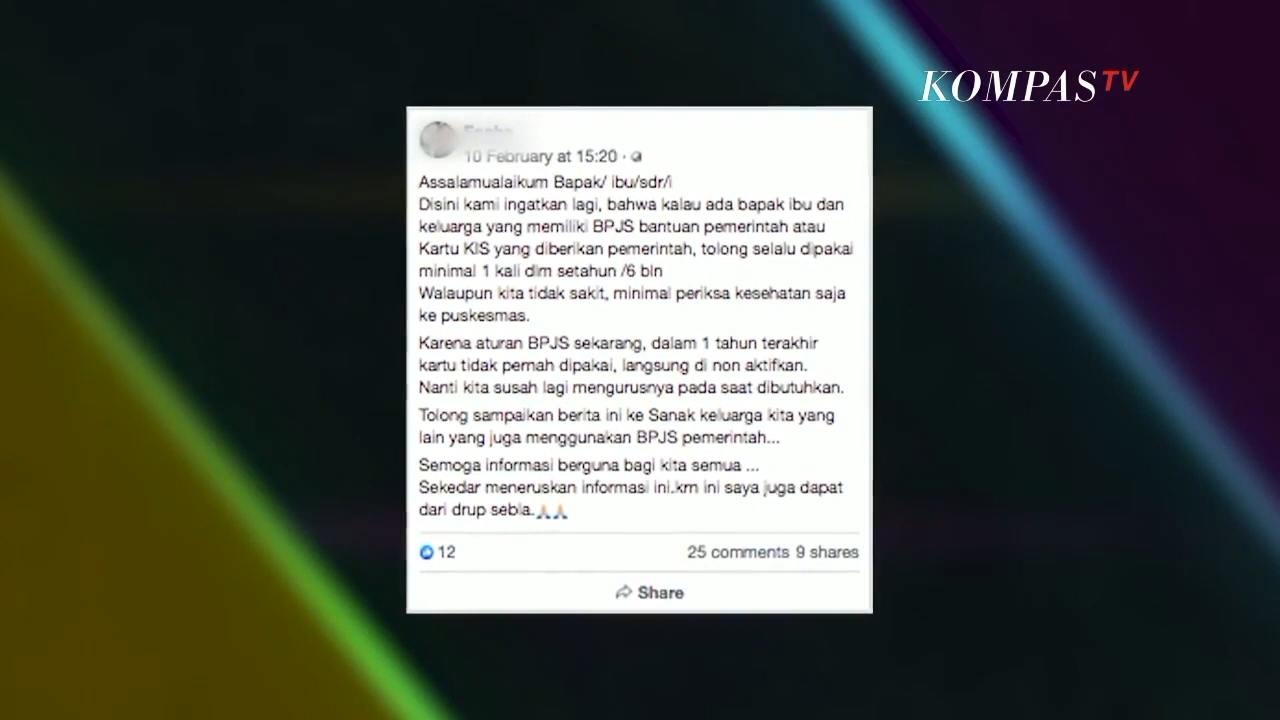 KOMPASTV
10 February at 15:20 ·
Assalamualaikum Bapak/ ibu/sdr/i
Disini kami ingatkan lagi, bahwa kalau ada bapak ibu dan
keluarga yang memiliki BPJS bantuan pemerintah atau
Kartu KIS yang diberikan pemerintah, tolong selalu dipakai
minimal 1 kali dlm setahun /6 bln
Walaupun kita tidak sakit, minimal periksa kesehatan saja
ke puskesmas.
Karena aturan BPJS sekarang, dalam 1 tahun terakhir
kartu tidak pernah dipakai, langsung di non aktifkan.
Nanti kita susah lagi mengurusnya pada saat dibutuhkan.
Tolong sampaikan berita ini ke Sanak keluarga kita yang
lain yang juga menggunakan BPJS pemerintah...
Semoga informasi berguna bagi kita semua ...
Sekedar meneruskan informasi ini.krn ini saya juga dapat
dari drup sebla.🙏🙏
12
25 comments 9 shares
Share